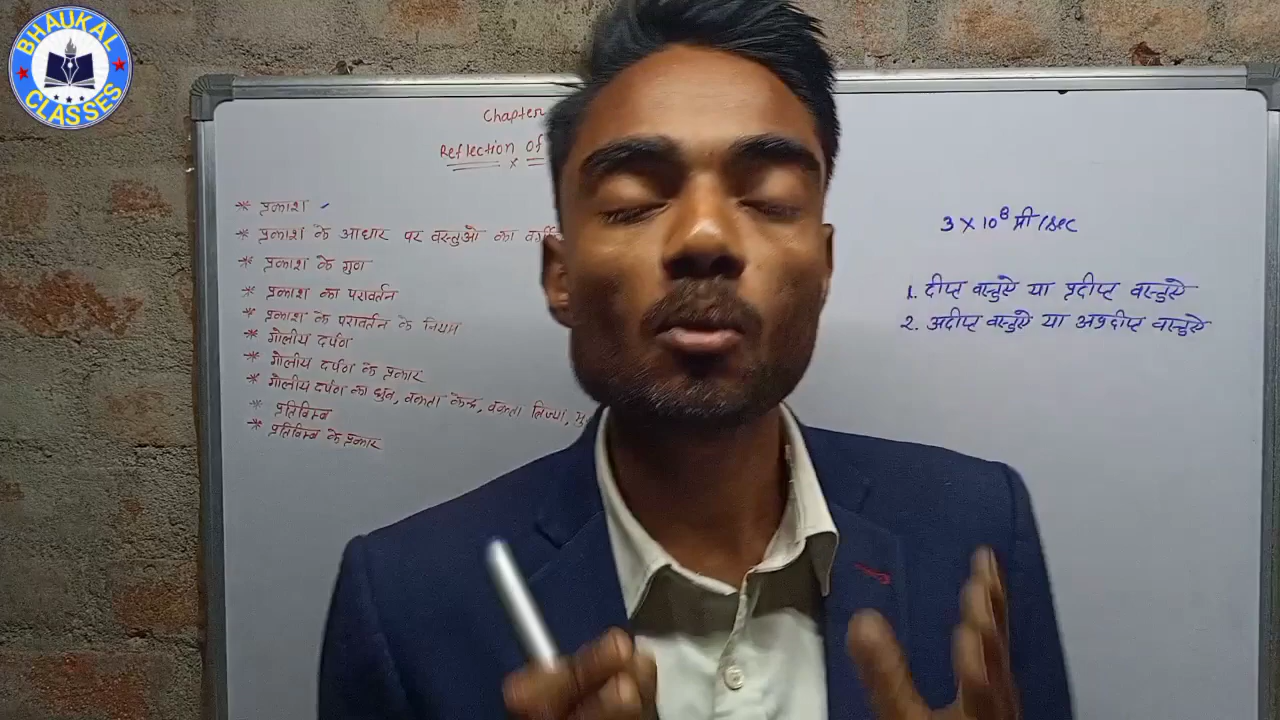 BHAUKAL
CLASSES
Chapter
Reflection of
* प्रकाश
* प्रकाश के आधार पर वस्तुओ का
* प्रकाश के गुण
* प्रकाश का परावर्तन
* प्रकाश के परावर्तन के नियम
* गोलीय दर्पण
* गोलीय दर्पण के प्रकार
* गोलीय दर्पण का ध्रुव, वक्रता केन्द्र, वक्रता त्रिज्या,
* प्रतिबिम्ब
* प्रतिबिम्ब के प्रकार
3 × 10⁸ मी/sec
1. दीप्त वस्तुऐ या प्रदीप्त वस्तुऐ
2. अदीप्त वस्तुऐ या अप्रदीप्त वस्तुऐ